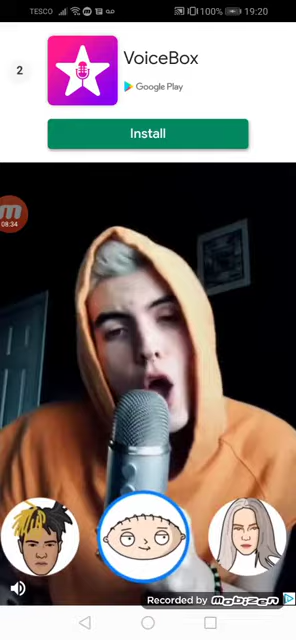 TESCO 100% 19:20
2
VoiceBox
Google Play
Install
08:34
Recorded by mobizen